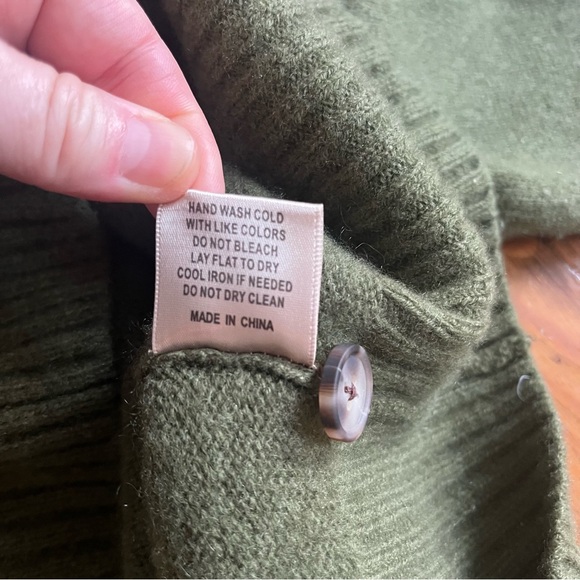 HAND WASH COLD
WITH LIKE COLORS
DO NOT BLEACH
LAY FLAT TO DRY
COOL IRON IF NEEDED
DO NOT DRY CLEAN
MADE IN CHINA